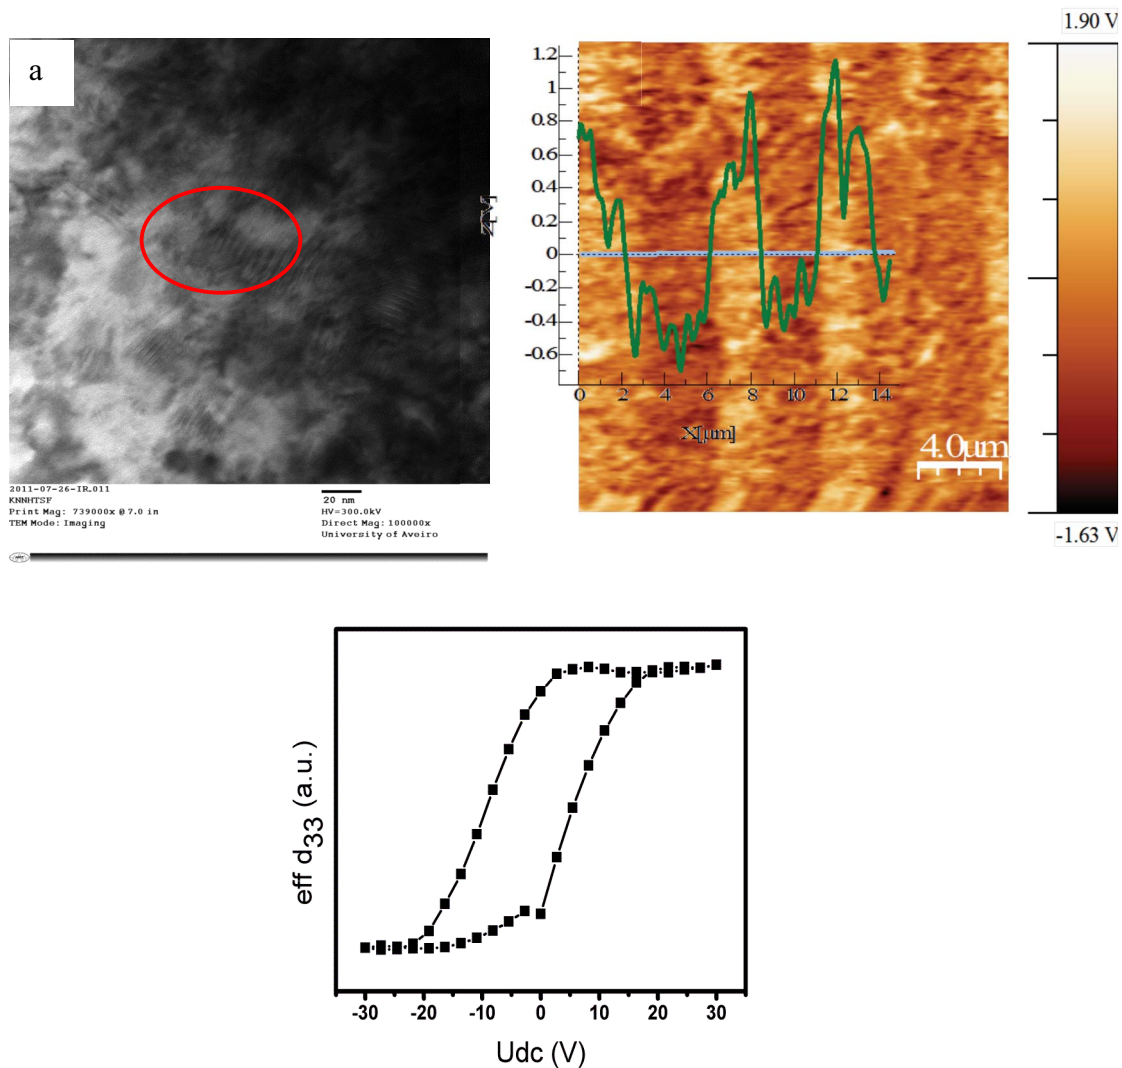 a
2011-07-26-IR.011
KNNHTSF
Print Mag: 739000x @ 7.0 in
TEM Mode: Imaging
20 nm
HV=300.0kV
Direct Mag: 100000x
University of Aveiro
1.90 V
-1.63 V
Z[V]
1.2
1
0.8
0.6
0.4
0.2
0
-0.2
-0.4
-0.6
0 2 4 6 8 10 12 14
X[µm]
4.0µm
eff d33 (a.u.)
-30 -20 -10 0 10 20 30
Udc (V)